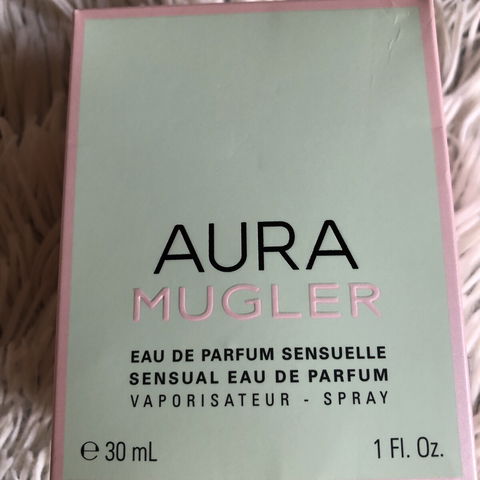 AURA
MUGLER
EAU DE PARFUM SENSUELLE
SENSUAL EAU DE PARFUM
VAPORISATEUR - SPRAY
℮ 30 mL 1 Fl. Oz.